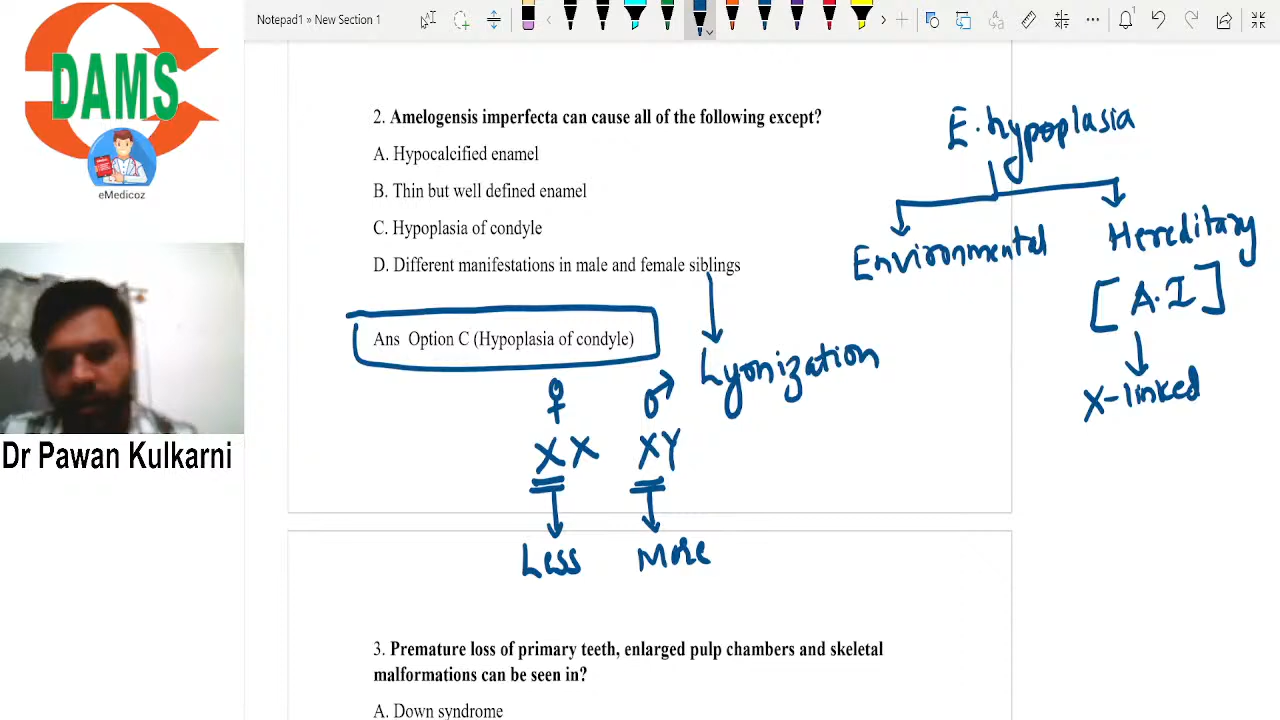 Notepad1 » New Section 1
DAMS
eMedicoz
Dr Pawan Kulkarni
2. Amelogensis imperfecta can cause all of the following except?
A. Hypocalcified enamel
B. Thin but well defined enamel
C. Hypoplasia of condyle
D. Different manifestations in male and female siblings
Ans Option C (Hypoplasia of condyle)
♀ ♂
XX XY
Less More
Lyonization
E. hypoplasia
Environmental
Hereditary
[A.I]
X-linked
3. Premature loss of primary teeth, enlarged pulp chambers and skeletal
malformations can be seen in?
A. Down syndrome